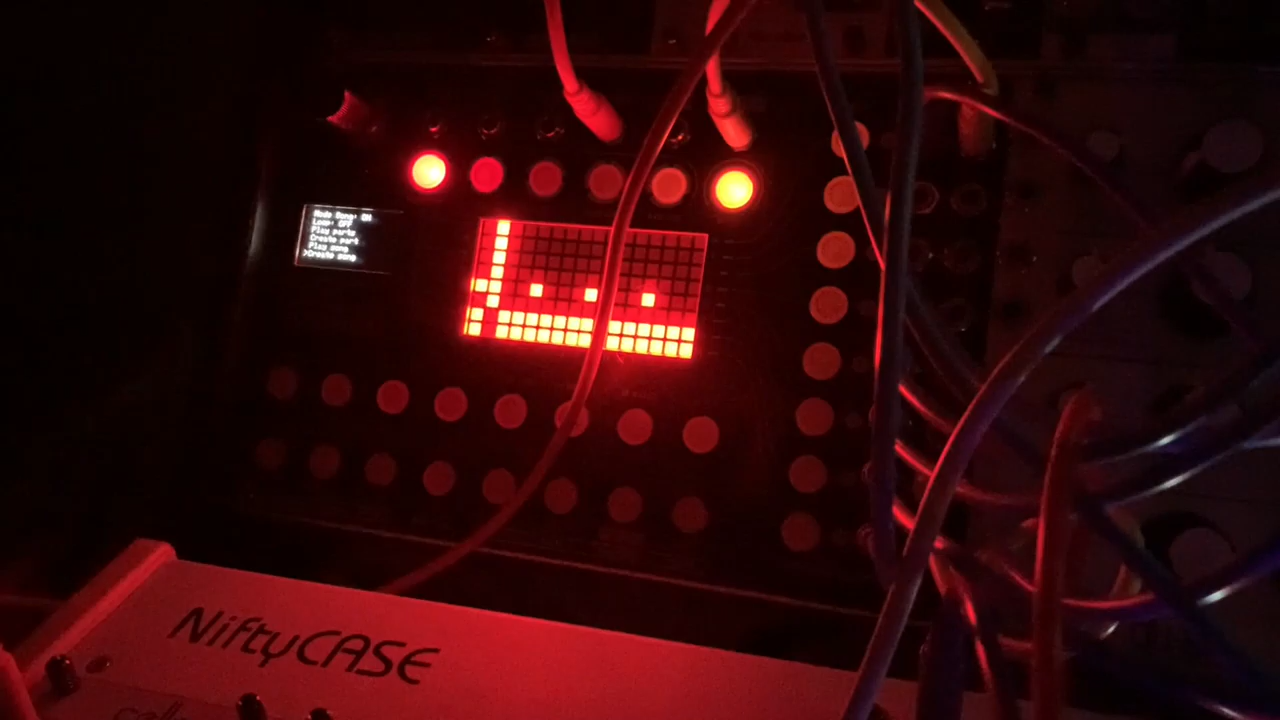 Mode Song: ON
Loop: OFF
Play parts
Create part
Play song
>Create song
NiftyCASE